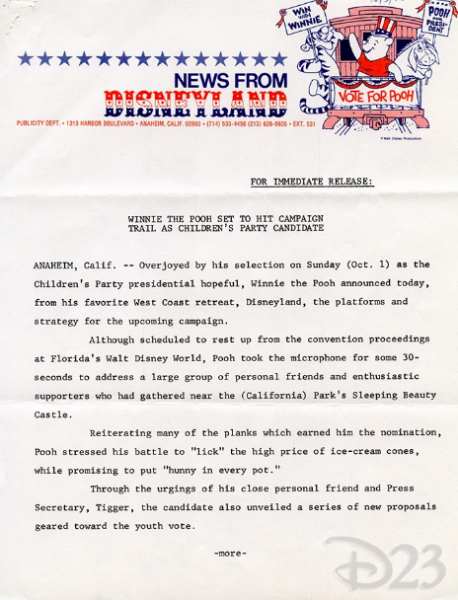 WIN
WITH
WINNIE
POOH
FOR
PRESI-
DENT
VOTE FOR POOH
© Walt Disney Productions
NEWS FROM
DISNEYLAND
PUBLICITY DEPT. • 1313 HARBOR BOULEVARD • ANAHEIM, CALIF. 92803 • (714) 533-4456 (213) 626-8605 • EXT. 531
FOR IMMEDIATE RELEASE:
WINNIE THE POOH SET TO HIT CAMPAIGN
TRAIL AS CHILDREN'S PARTY CANDIDATE
ANAHEIM, Calif. -- Overjoyed by his selection on Sunday (Oct. 1) as the
Children's Party presidential hopeful, Winnie the Pooh announced today,
from his favorite West Coast retreat, Disneyland, the platforms and
strategy for the upcoming campaign.
Although scheduled to rest up from the convention proceedings
at Florida's Walt Disney World, Pooh took the microphone for some 30-
seconds to address a large group of personal friends and enthusiastic
supporters who had gathered near the (California) Park's Sleeping Beauty
Castle.
Reiterating many of the planks which earned him the nomination,
Pooh stressed his battle to "lick" the high price of ice-cream cones,
while promising to put "hunny in every pot."
Through the urgings of his close personal friend and Press
Secretary, Tigger, the candidate also unveiled a series of new proposals
geared toward the youth vote.
-more-
D23